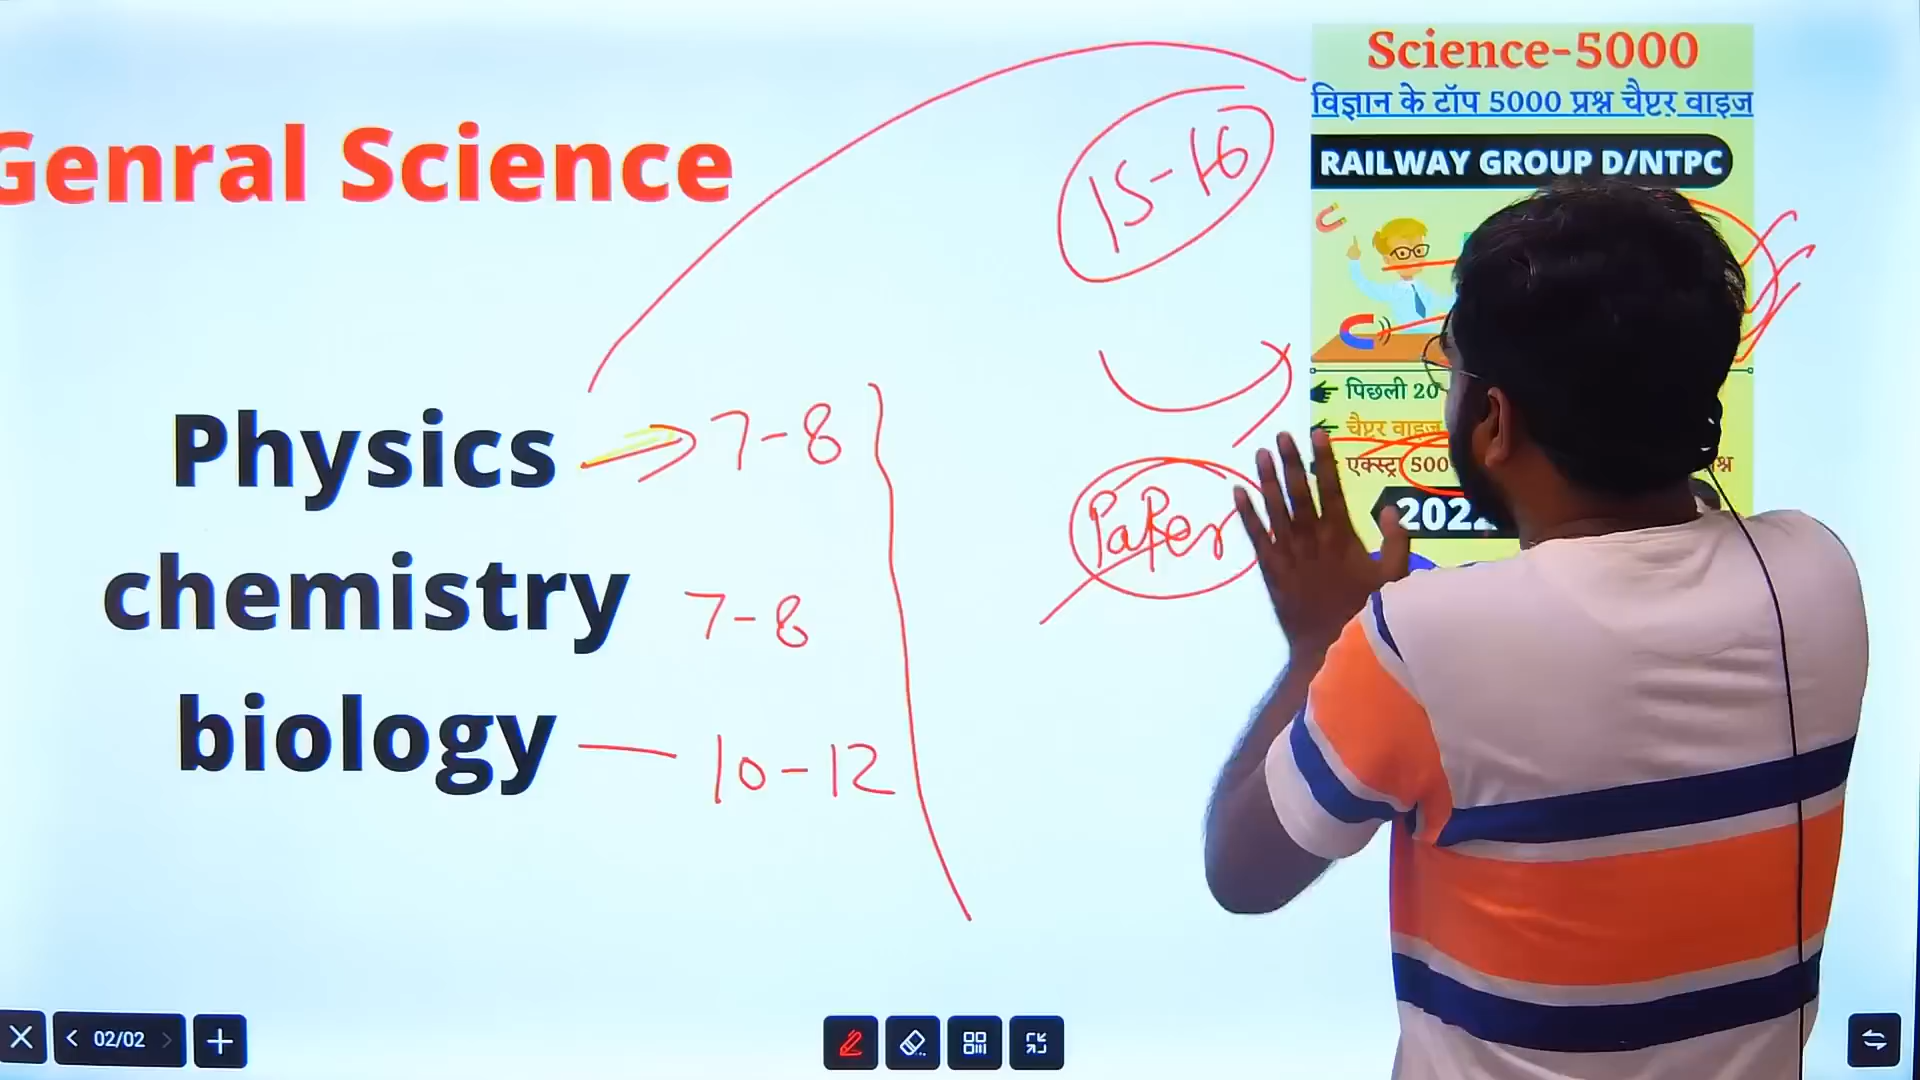 Genral Science
Physics
7-8
chemistry
7-8
biology
10-12
15-16
PaPer
Science-5000
विज्ञान के टॉप 5000 प्रश्न चैप्टर वाइज
RAILWAY GROUP D/NTPC
पिछली 20
चैप्टर वाइज
एक्स्ट्रा 500
2022
02/02